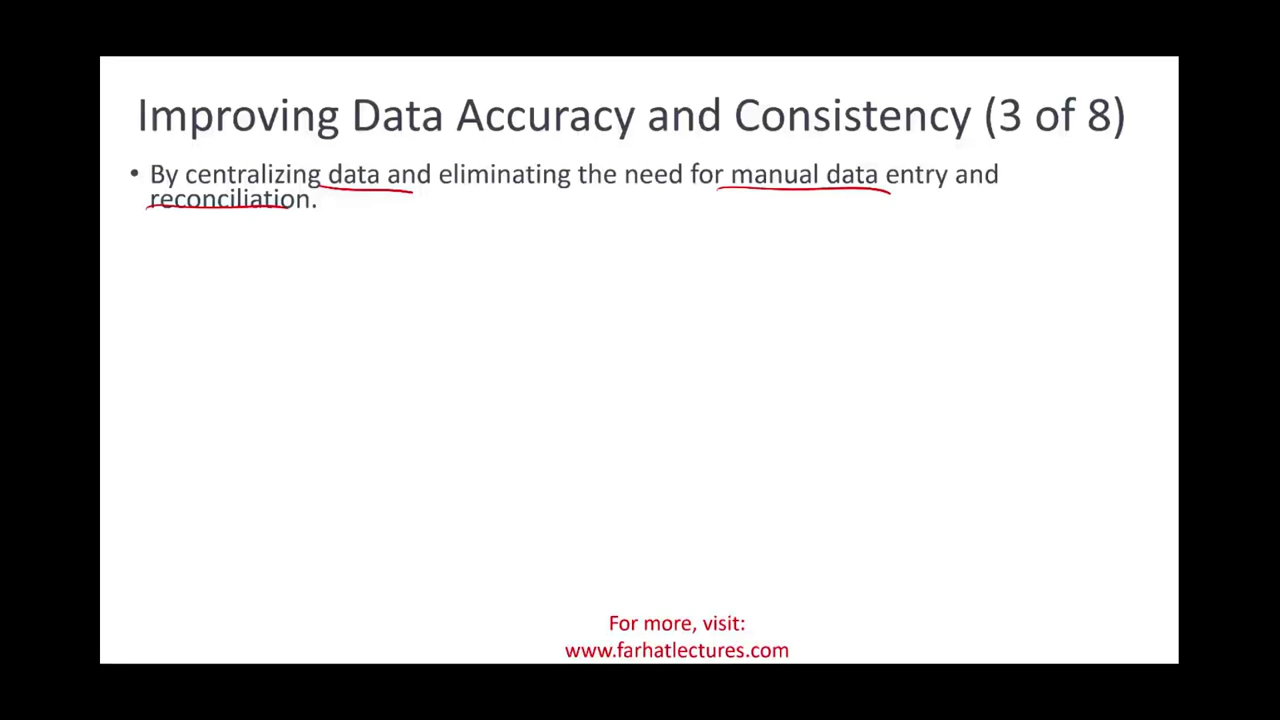 Improving Data Accuracy and Consistency (3 of 8)
• By centralizing data and eliminating the need for manual data entry and
reconciliation.
For more, visit:
www.farhatlectures.com